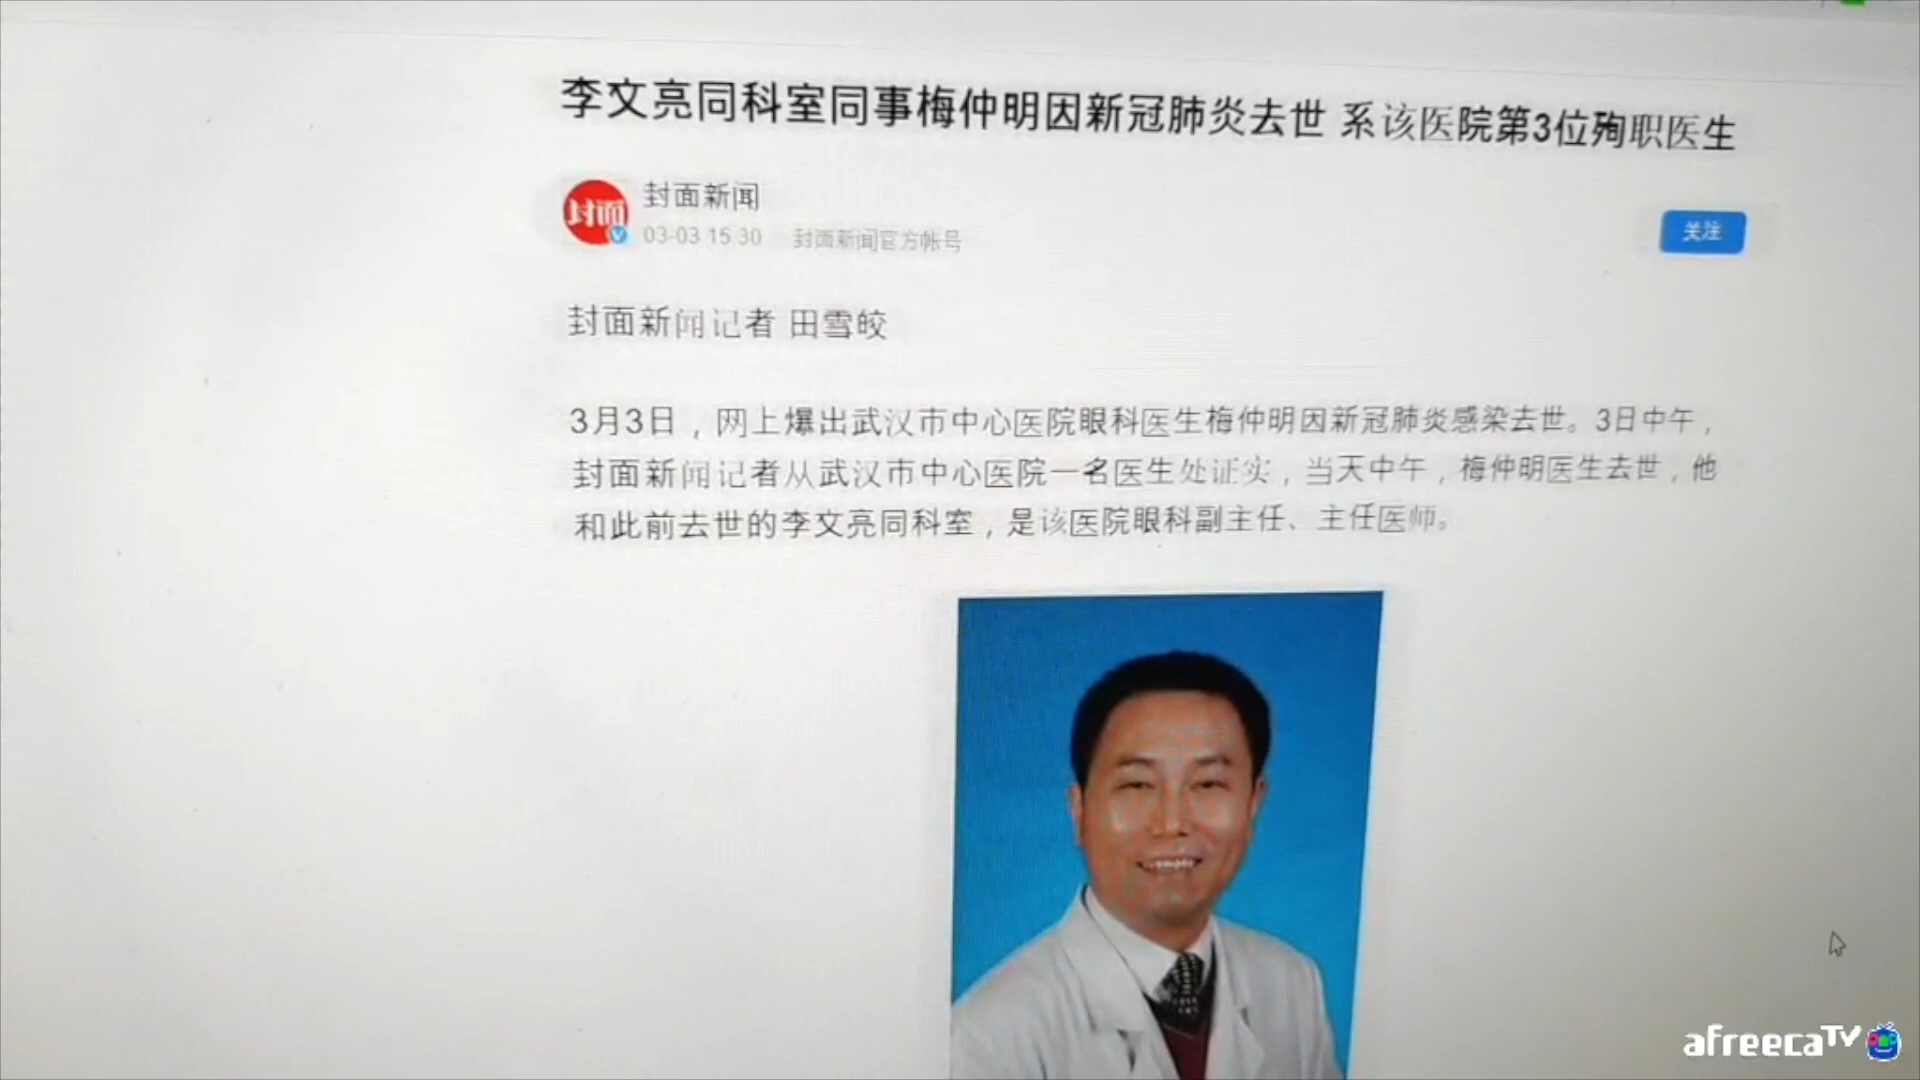 李文亮同科室同事梅仲明因新冠肺炎去世 系该医院第3位殉职医生
封面
封面新闻
03-03 15:30 封面新闻官方帐号
关注
封面新闻记者 田雪皎
3月3日，网上爆出武汉市中心医院眼科医生梅仲明因新冠肺炎感染去世。3日中午，
封面新闻记者从武汉市中心医院一名医生处证实，当天中午，梅仲明医生去世，他
和此前去世的李文亮同科室，是该医院眼科副主任、主任医师。
afreecaTV